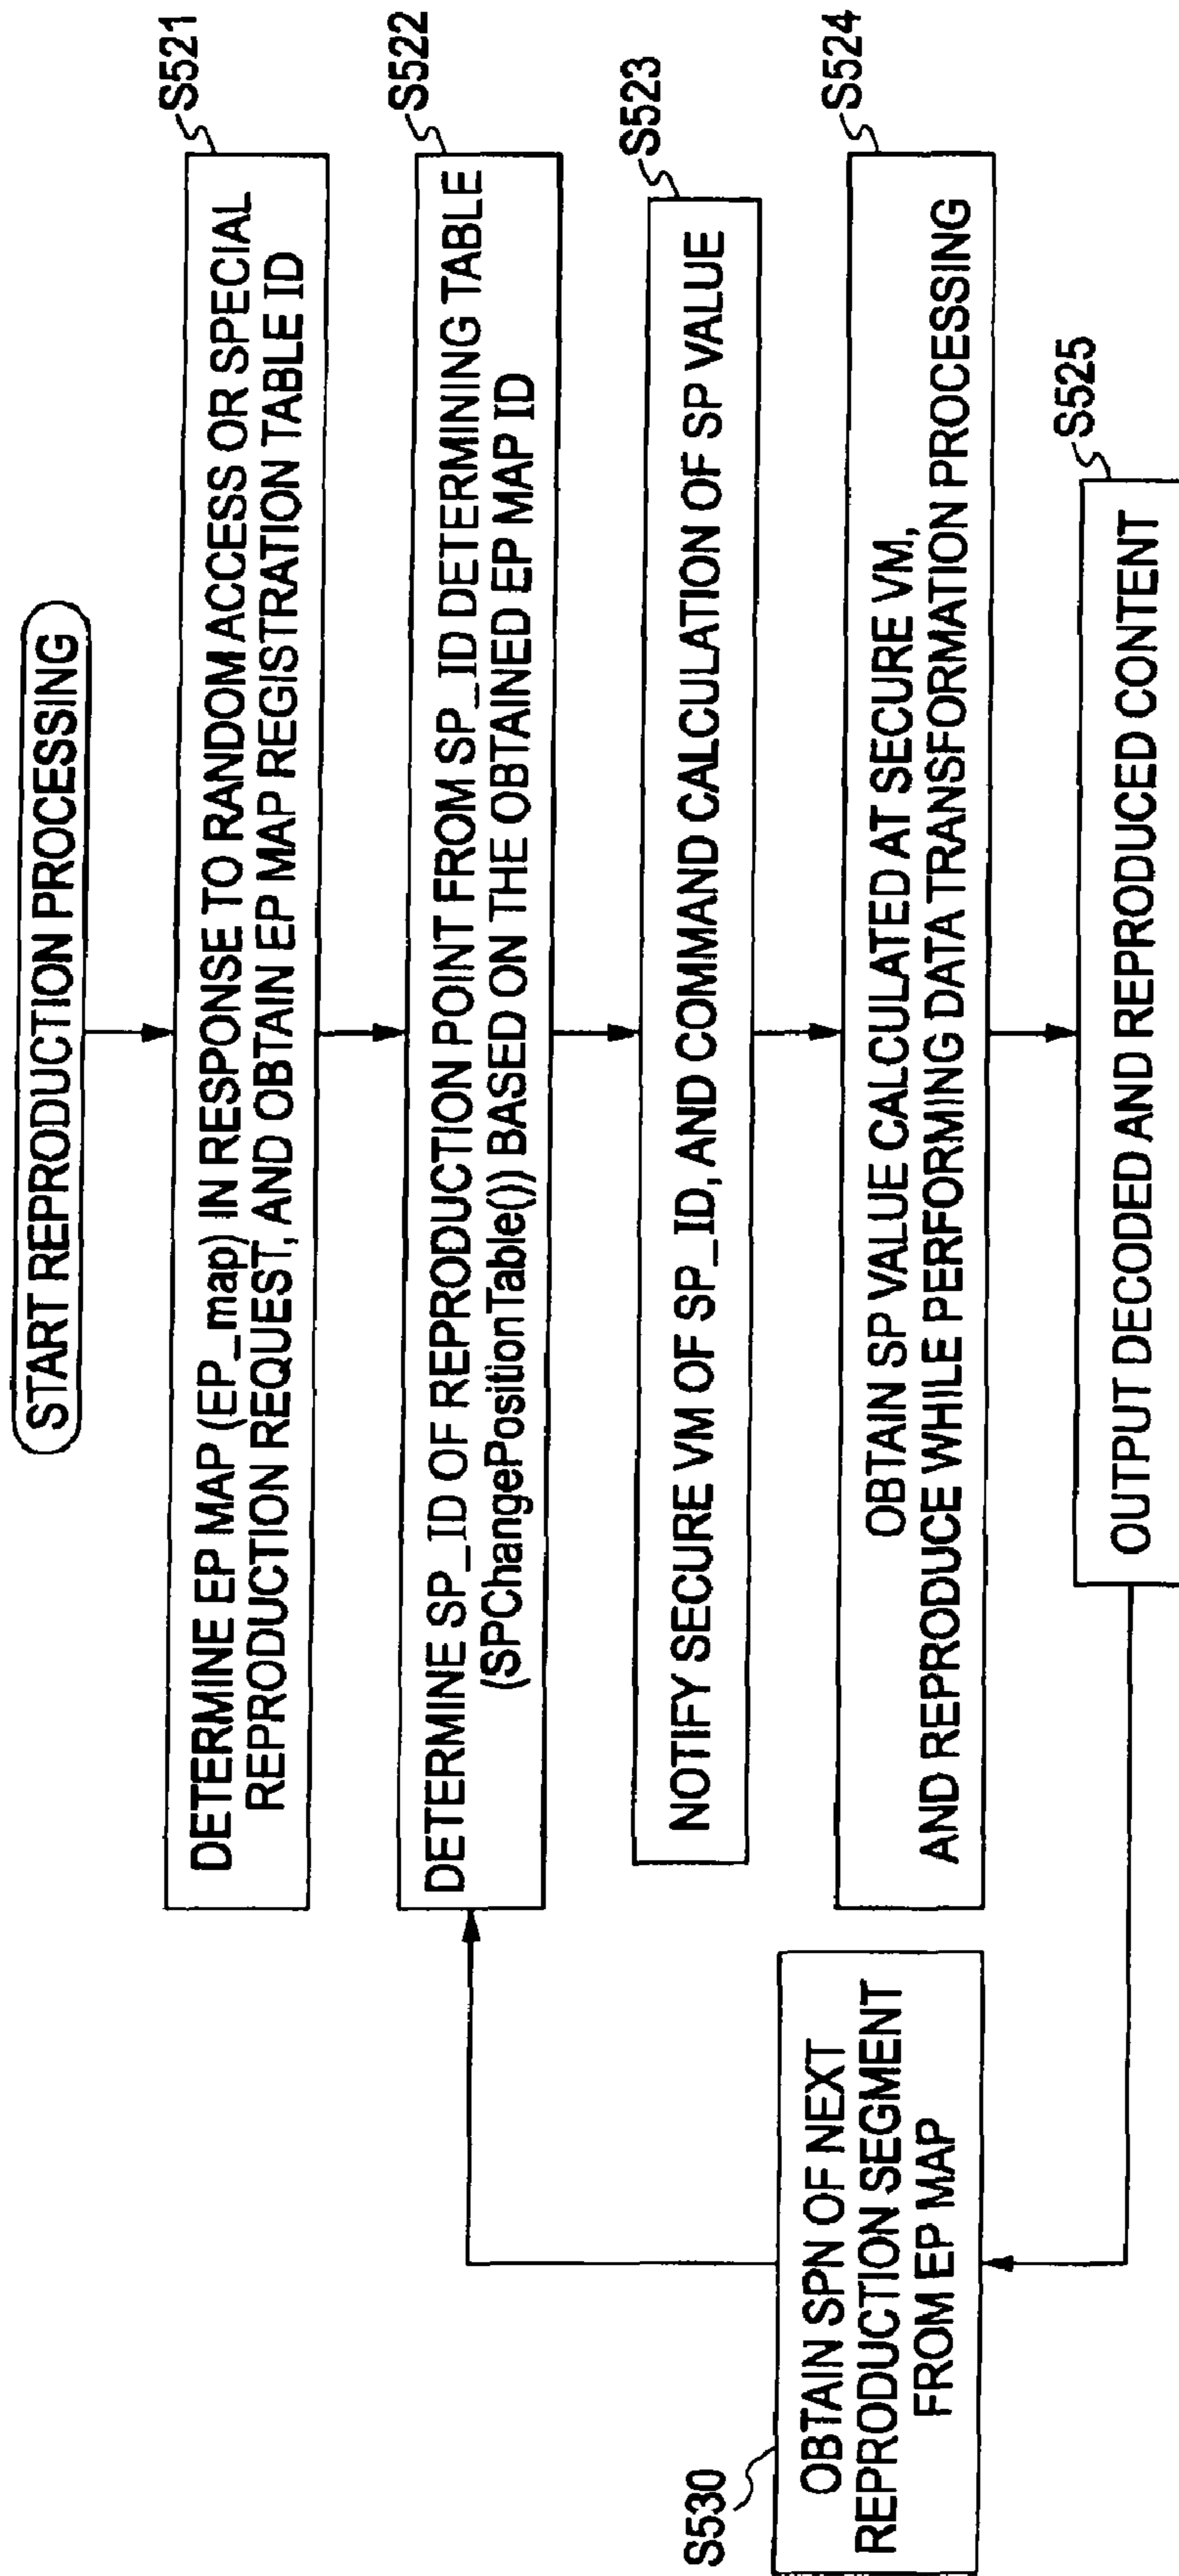 START REPRODUCTION PROCESSING
S521
DETERMINE EP MAP (EP_map) IN RESPONSE TO RANDOM ACCESS OR SPECIAL
REPRODUCTION REQUEST, AND OBTAIN EP MAP REGISTRATION TABLE ID
S522
DETERMINE SP_ID OF REPRODUCTION POINT FROM SP_ID DETERMINING TABLE
(SPChangePositionTable()) BASED ON THE OBTAINED EP MAP ID
S523
NOTIFY SECURE VM OF SP_ID, AND COMMAND CALCULATION OF SP VALUE
S524
OBTAIN SP VALUE CALCULATED AT SECURE VM,
AND REPRODUCE WHILE PERFORMING DATA TRANSFORMATION PROCESSING
S525
OUTPUT DECODED AND REPRODUCED CONTENT
S530
OBTAIN SPN OF NEXT
REPRODUCTION SEGMENT
FROM EP MAP